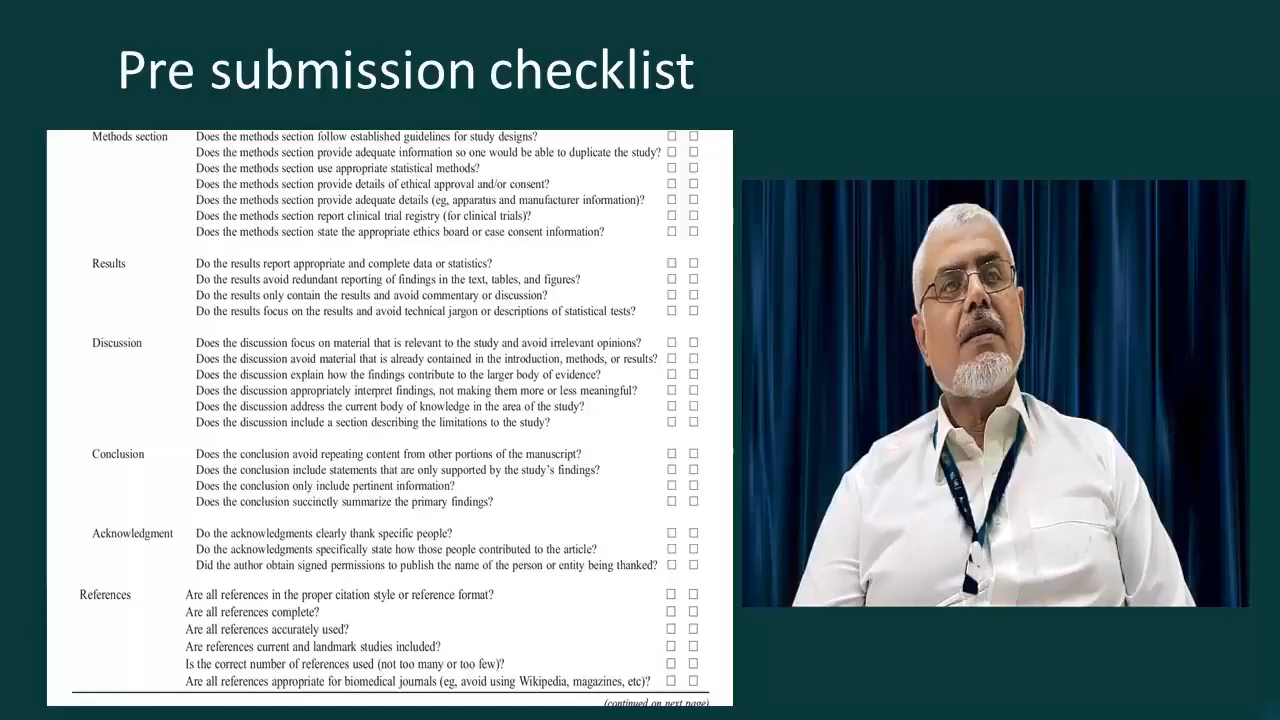 Pre submission checklist
Methods section Does the methods section follow established guidelines for study designs? ☐ ☐
Does the methods section provide adequate information so one would be able to duplicate the study? ☐ ☐
Does the methods section use appropriate statistical methods? ☐ ☐
Does the methods section provide details of ethical approval and/or consent? ☐ ☐
Does the methods section provide adequate details (eg, apparatus and manufacturer information)? ☐ ☐
Does the methods section report clinical trial registry (for clinical trials)? ☐ ☐
Does the methods section state the appropriate ethics board or case consent information? ☐ ☐
Results Do the results report appropriate and complete data or statistics? ☐ ☐
Do the results avoid redundant reporting of findings in the text, tables, and figures? ☐ ☐
Do the results only contain the results and avoid commentary or discussion? ☐ ☐
Do the results focus on the results and avoid technical jargon or descriptions of statistical tests? ☐ ☐
Discussion Does the discussion focus on material that is relevant to the study and avoid irrelevant opinions? ☐ ☐
Does the discussion avoid material that is already contained in the introduction, methods, or results? ☐ ☐
Does the discussion explain how the findings contribute to the larger body of evidence? ☐ ☐
Does the discussion appropriately interpret findings, not making them more or less meaningful? ☐ ☐
Does the discussion address the current body of knowledge in the area of the study? ☐ ☐
Does the discussion include a section describing the limitations to the study? ☐ ☐
Conclusion Does the conclusion avoid repeating content from other portions of the manuscript? ☐ ☐
Does the conclusion include statements that are only supported by the study's findings? ☐ ☐
Does the conclusion only include pertinent information? ☐ ☐
Does the conclusion succinctly summarize the primary findings? ☐ ☐
Acknowledgment Do the acknowledgments clearly thank specific people? ☐ ☐
Do the acknowledgments specifically state how those people contributed to the article? ☐ ☐
Did the author obtain signed permissions to publish the name of the person or entity being thanked? ☐ ☐
References Are all references in the proper citation style or reference format? ☐ ☐
Are all references complete? ☐ ☐
Are all references accurately used? ☐ ☐
Are references current and landmark studies included? ☐ ☐
Is the correct number of references used (not too many or too few)? ☐ ☐
Are all references appropriate for biomedical journals (eg, avoid using Wikipedia, magazines, etc)? ☐ ☐
(continued on next page)